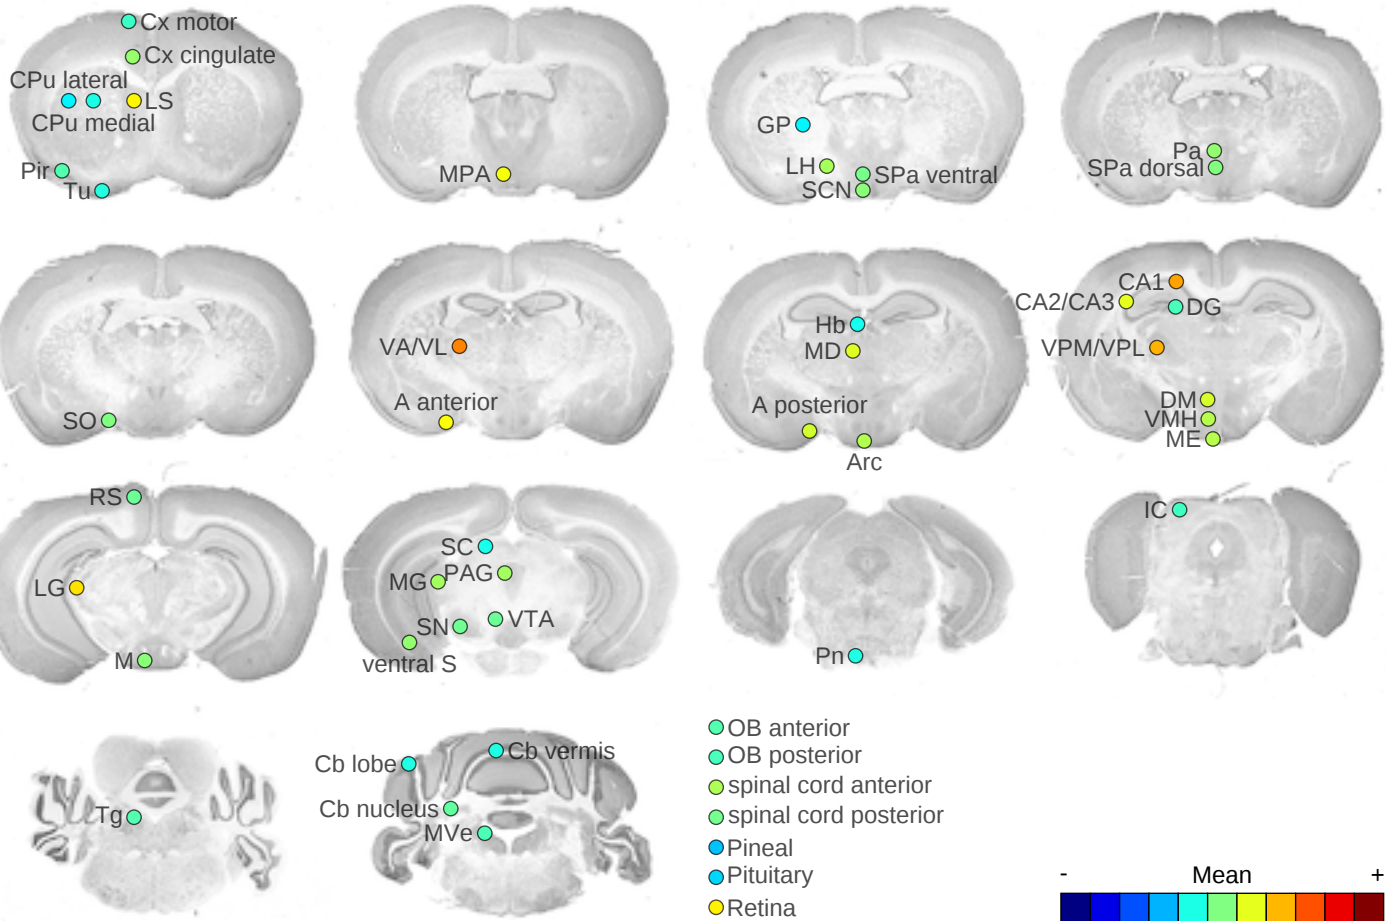 Cx motor
Cx cingulate
CPu lateral
LS
CPu medial
Pir
Tu
MPA
GP
LH
SPa ventral
SCN
Pa
SPa dorsal
SO
VA/VL
A anterior
Hb
MD
A posterior
Arc
CA1
CA2/CA3
DG
VPM/VPL
DM
VMH
ME
RS
LG
M
SC
MG
PAG
SN
VTA
ventral S
Pn
IC
Tg
Cb lobe
Cb vermis
Cb nucleus
MVe
OB anterior
OB posterior
spinal cord anterior
spinal cord posterior
Pineal
Pituitary
Retina
- Mean +